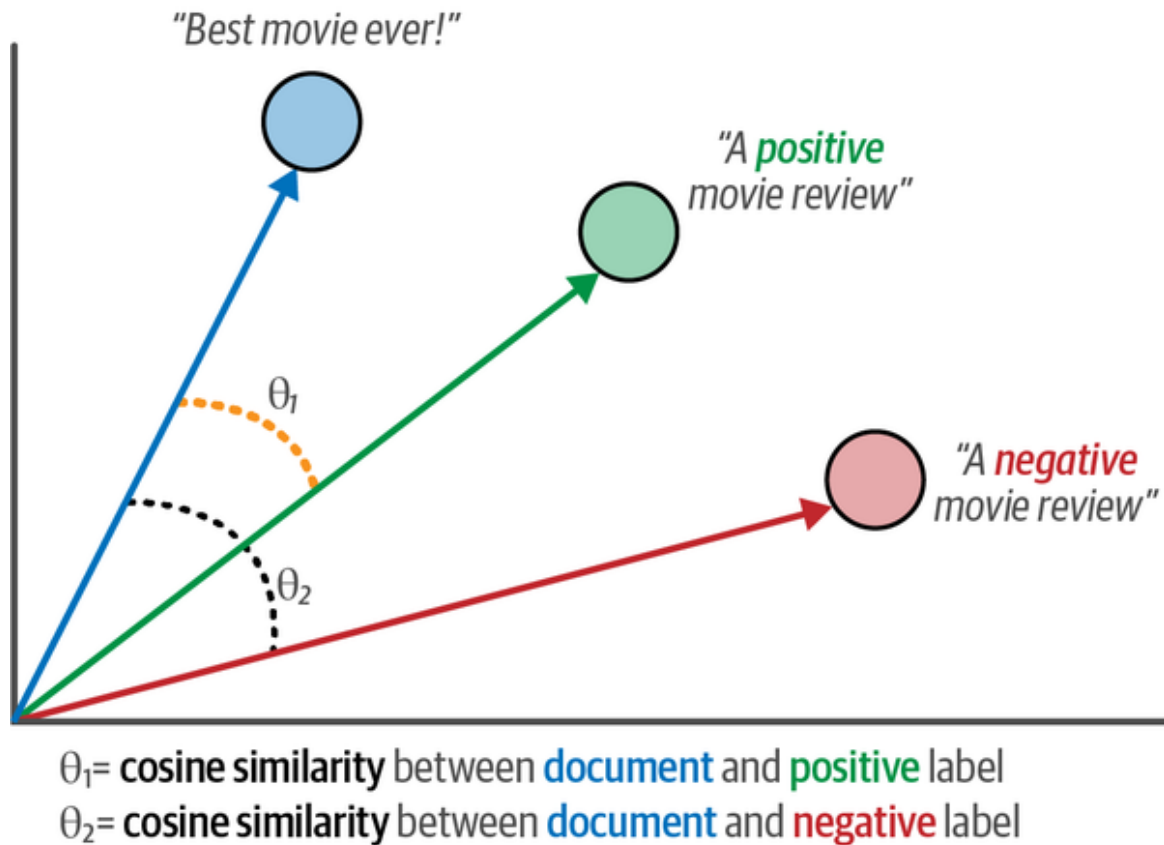 “Best movie ever!”
“A positive
movie review”
θ₁
“A negative
movie review”
θ₂
θ₁= cosine similarity between document and positive label
θ₂= cosine similarity between document and negative label